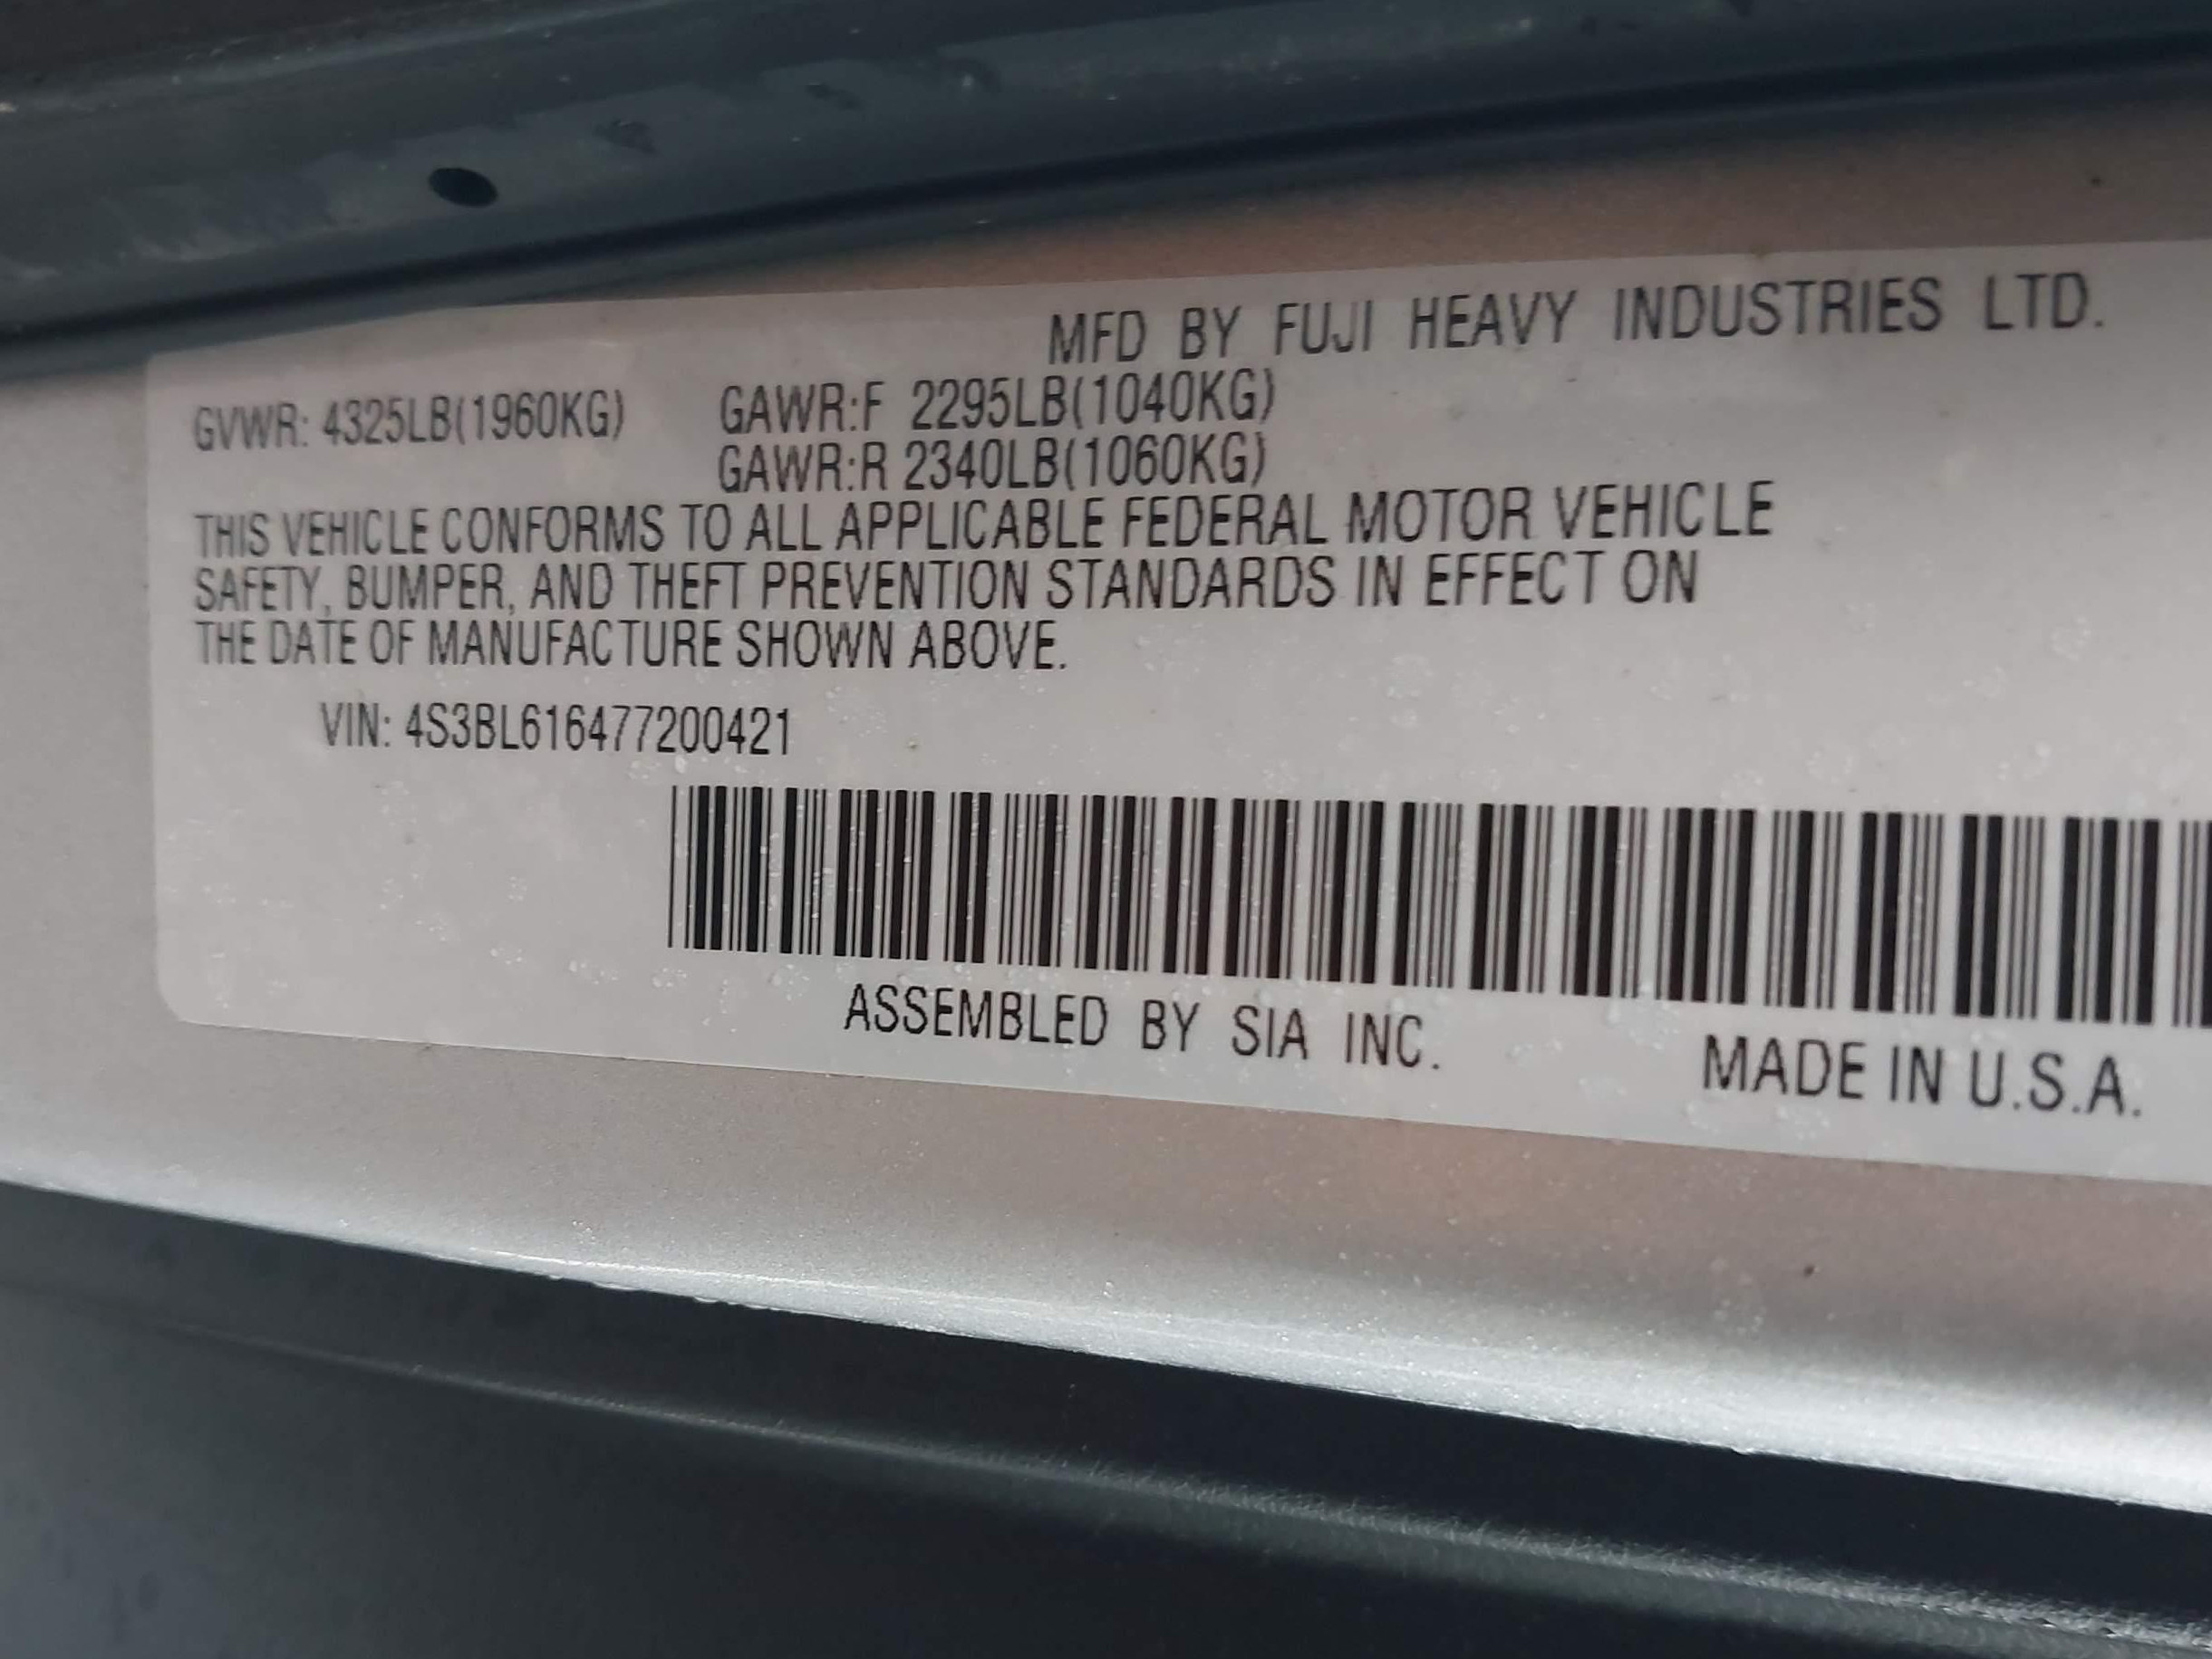 MFD BY FUJI HEAVY INDUSTRIES LTD.
GVWR: 4325LB(1960KG) GAWR:F 2295LB(1040KG)
GAWR:R 2340LB(1060KG)
THIS VEHICLE CONFORMS TO ALL APPLICABLE FEDERAL MOTOR VEHICLE
SAFETY, BUMPER, AND THEFT PREVENTION STANDARDS IN EFFECT ON
THE DATE OF MANUFACTURE SHOWN ABOVE.
VIN: 4S3BL616477200421
ASSEMBLED BY SIA INC. MADE IN U.S.A.